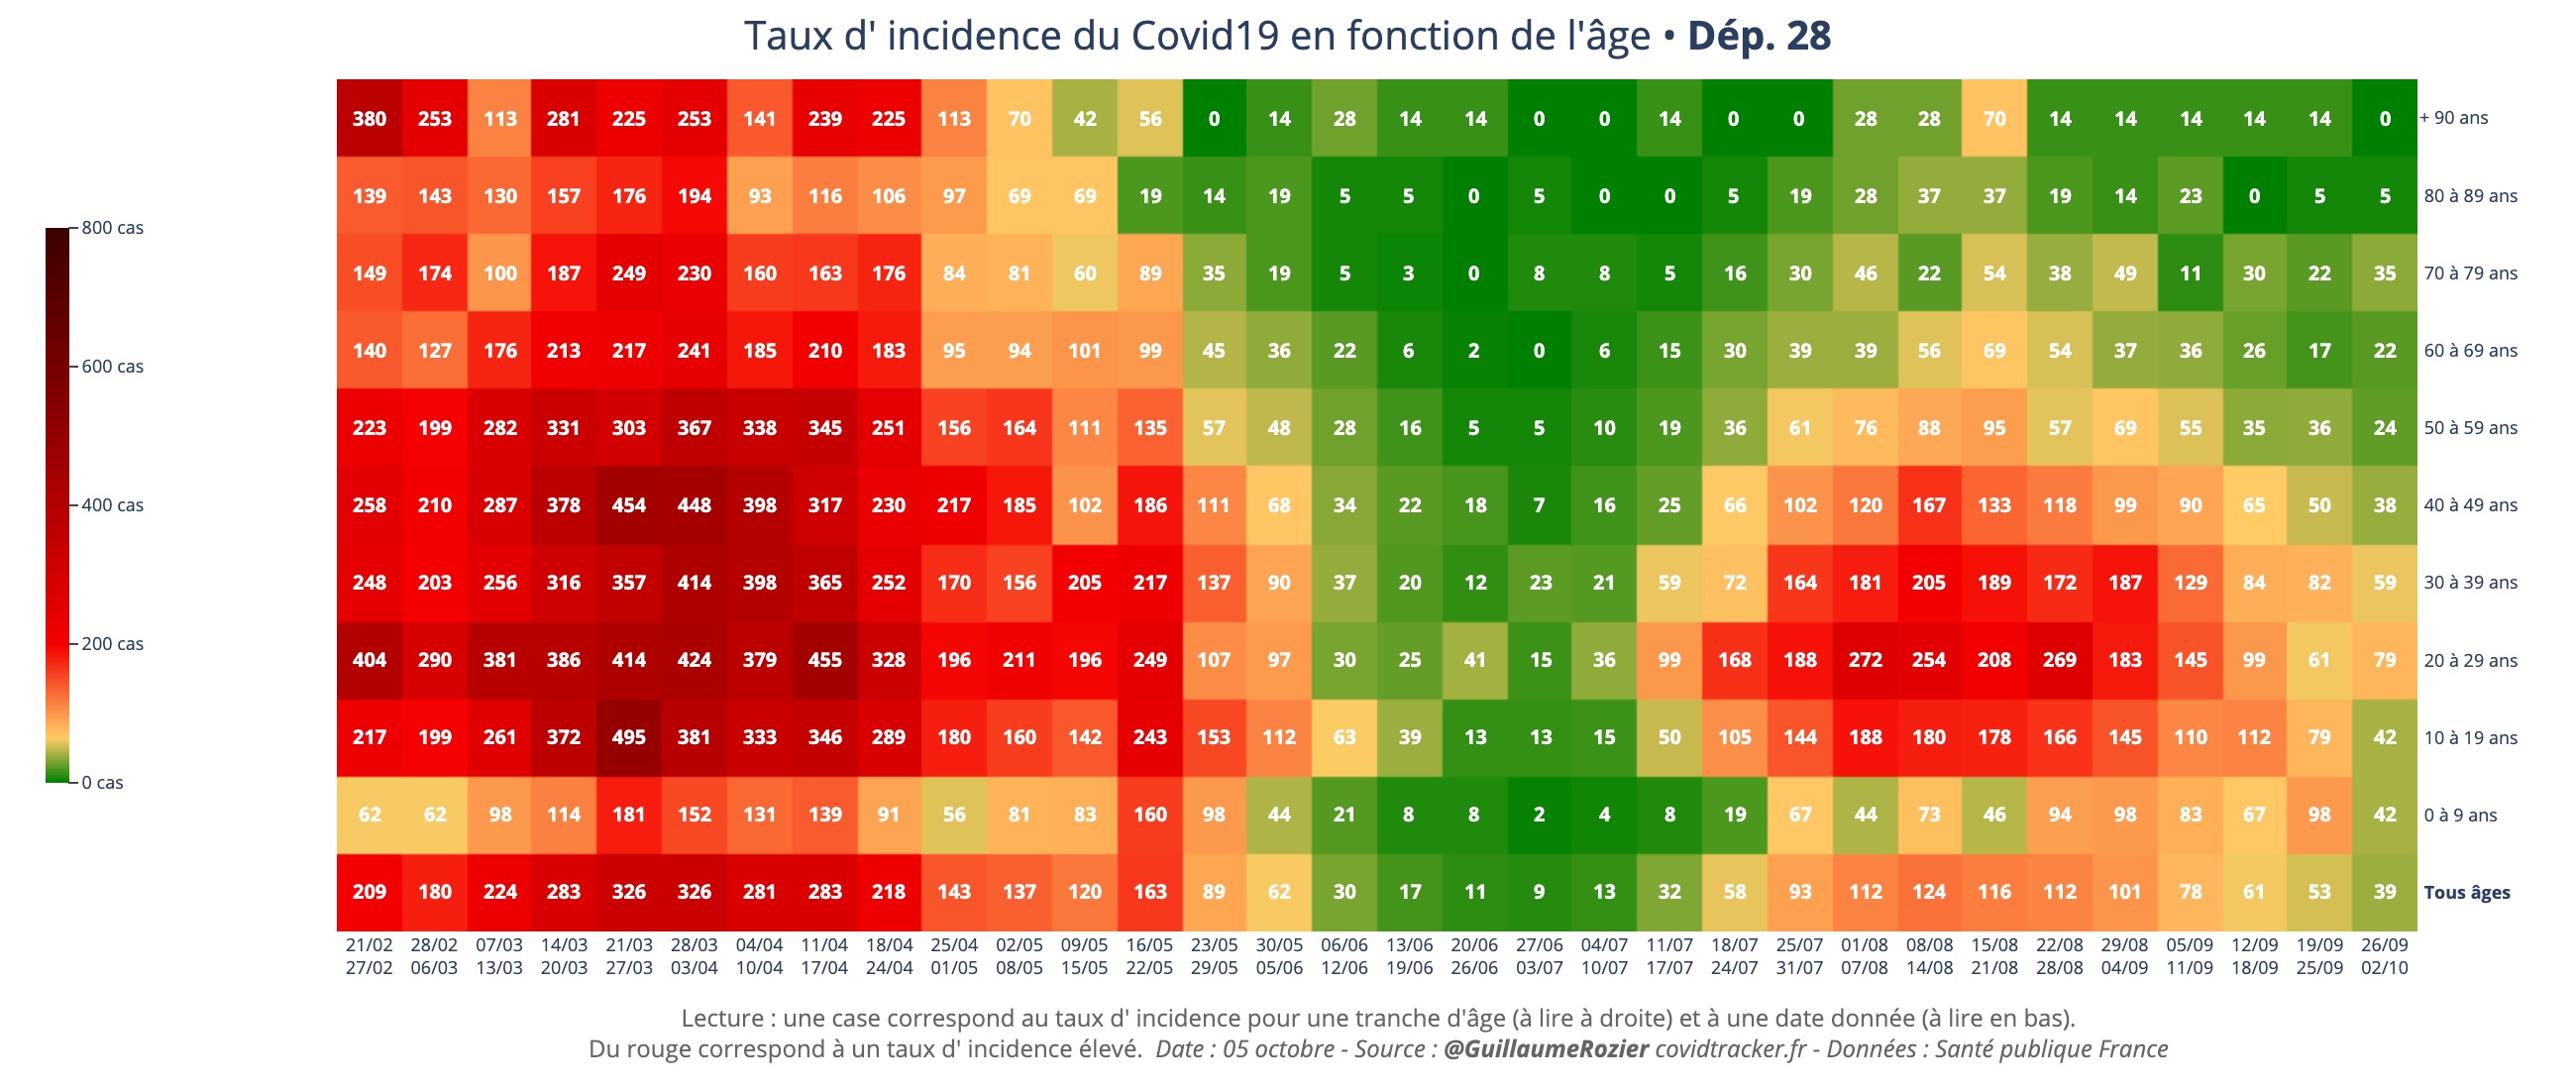 Taux d' incidence du Covid19 en fonction de l'âge • Dép. 28
800 cas
600 cas
400 cas
200 cas
0 cas
380 253 113 281 225 253 141 239 225 113 70 42 56 0 14 28 14 14 0 0 14 0 0 28 28 70 14 14 14 14 14 0 + 90 ans
139 143 130 157 176 194 93 116 106 97 69 69 19 14 19 5 5 0 5 0 0 5 19 28 37 37 19 14 23 0 5 5 80 à 89 ans
149 174 100 187 249 230 160 163 176 84 81 60 89 35 19 5 3 0 8 8 5 16 30 46 22 54 38 49 11 30 22 35 70 à 79 ans
140 127 176 213 217 241 185 210 183 95 94 101 99 45 36 22 6 2 0 6 15 30 39 39 56 69 54 37 36 26 17 22 60 à 69 ans
223 199 282 331 303 367 338 345 251 156 164 111 135 57 48 28 16 5 5 10 19 36 61 76 88 95 57 69 55 35 36 24 50 à 59 ans
258 210 287 378 454 448 398 317 230 217 185 102 186 111 68 34 22 18 7 16 25 66 102 120 167 133 118 99 90 65 50 38 40 à 49 ans
248 203 256 316 357 414 398 365 252 170 156 205 217 137 90 37 20 12 23 21 59 72 164 181 205 189 172 187 129 84 82 59 30 à 39 ans
404 290 381 386 414 424 379 455 328 196 211 196 249 107 97 30 25 41 15 36 99 168 188 272 254 208 269 183 145 99 61 79 20 à 29 ans
217 199 261 372 495 381 333 346 289 180 160 142 243 153 112 63 39 13 13 15 50 105 144 188 180 178 166 145 110 112 79 42 10 à 19 ans
62 62 98 114 181 152 131 139 91 56 81 83 160 98 44 21 8 8 2 4 8 19 67 44 73 46 94 98 83 67 98 42 0 à 9 ans
209 180 224 283 326 326 281 283 218 143 137 120 163 89 62 30 17 11 9 13 32 58 93 112 124 116 112 101 78 61 53 39 Tous âges
21/02 28/02 07/03 14/03 21/03 28/03 04/04 11/04 18/04 25/04 02/05 09/05 16/05 23/05 30/05 06/06 13/06 20/06 27/06 04/07 11/07 18/07 25/07 01/08 08/08 15/08 22/08 29/08 05/09 12/09 19/09 26/09
27/02 06/03 13/03 20/03 27/03 03/04 10/04 17/04 24/04 01/05 08/05 15/05 22/05 29/05 05/06 12/06 19/06 26/06 03/07 10/07 17/07 24/07 31/07 07/08 14/08 21/08 28/08 04/09 11/09 18/09 25/09 02/10
Lecture : une case correspond au taux d' incidence pour une tranche d'âge (à lire à droite) et à une date donnée (à lire en bas).
Du rouge correspond à un taux d' incidence élevé. Date : 05 octobre - Source : @GuillaumeRozier covidtracker.fr - Données : Santé publique France